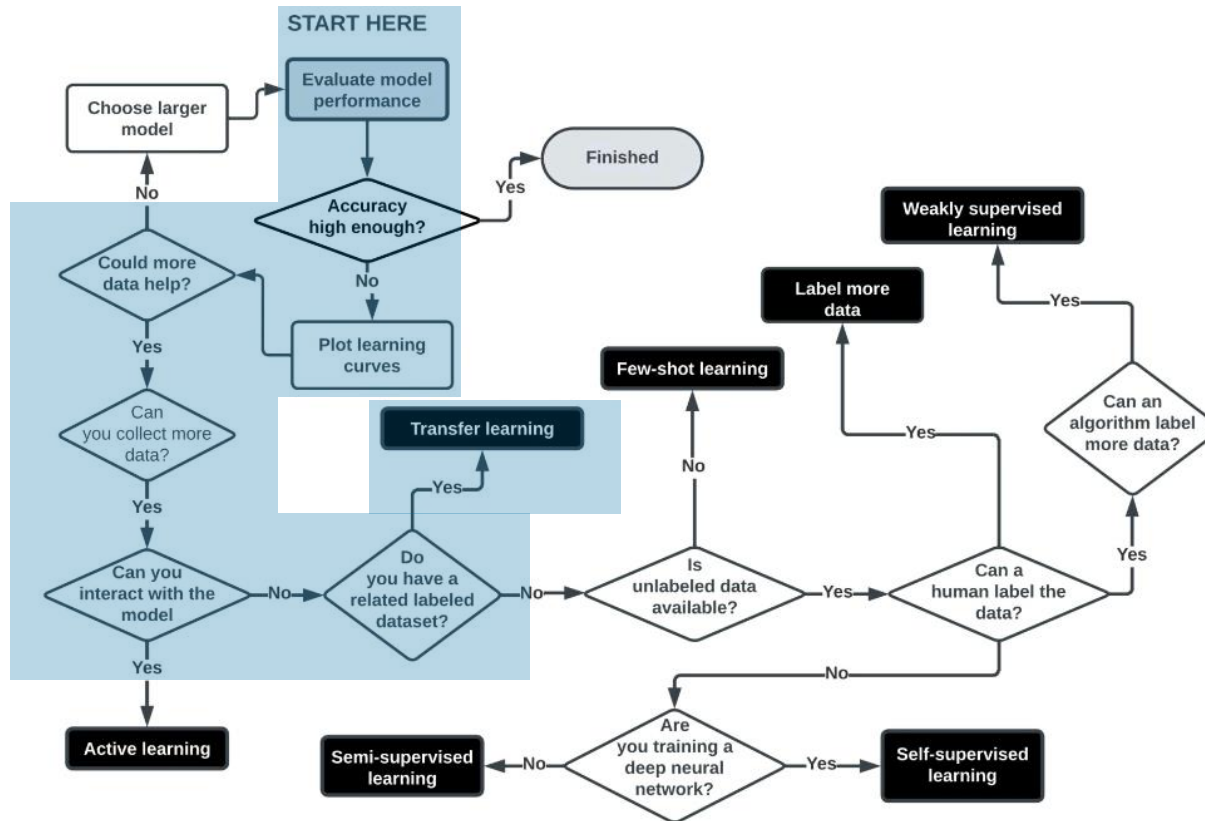 START HERE
Evaluate model
performance
Choose larger
model
Finished
Yes
No
Accuracy
high enough?
Weakly supervised
learning
Could more
data help?
No
Label more
data
Yes
Yes
Plot learning
curves
Few-shot learning
Can
you collect more
data?
Transfer learning
Can an
algorithm label
more data?
Yes
Yes
No
Yes
Can you
interact with the
model
No
Do
you have a
related labeled
dataset?
No
Is
unlabeled data
available?
Yes
Can a
human label the
data?
Yes
Yes
No
Active learning
Semi-supervised
learning
No
Are
you training a
deep neural
network?
Yes
Self-supervised
learning